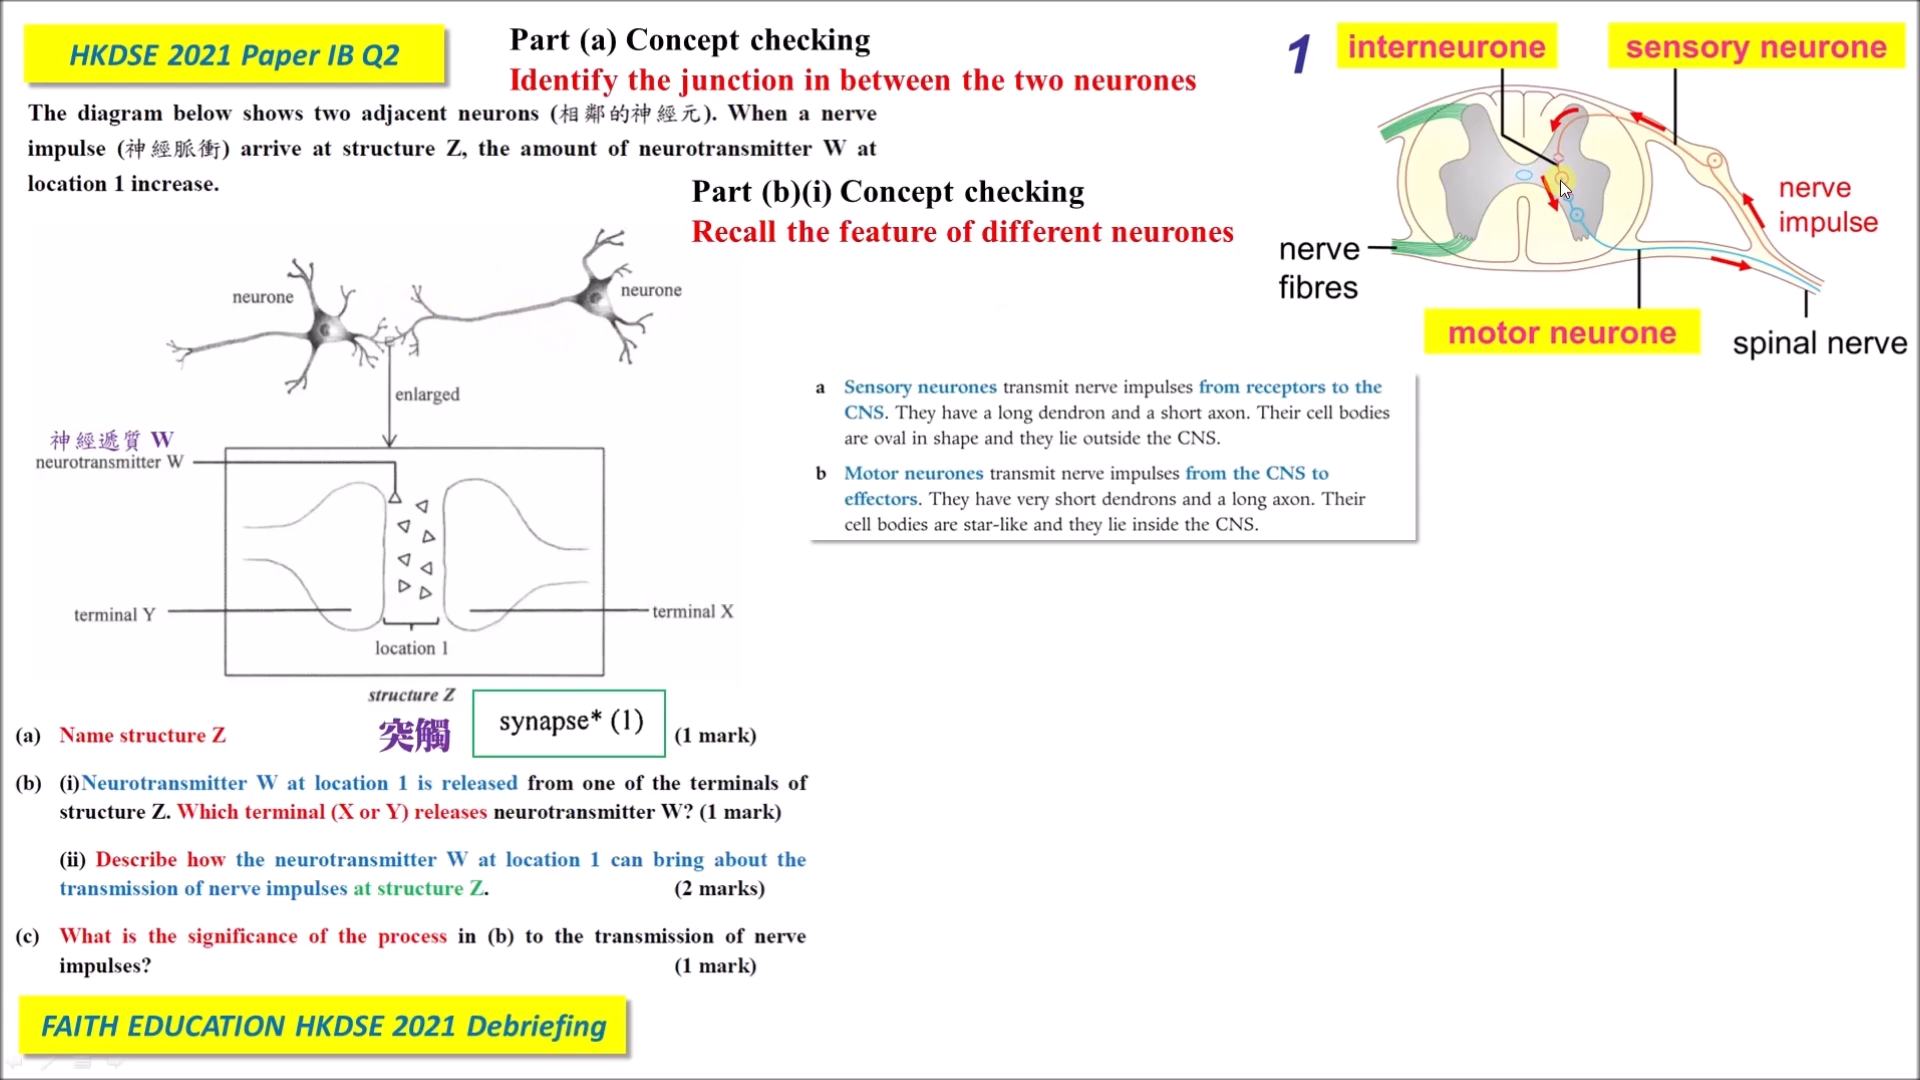 HKDSE 2021 Paper IB Q2
Part (a) Concept checking
Identify the junction in between the two neurones
The diagram below shows two adjacent neurons (相鄰的神經元). When a nerve
impulse (神經脈衝) arrive at structure Z, the amount of neurotransmitter W at
location 1 increase.
Part (b)(i) Concept checking
Recall the feature of different neurones
1
interneurone
sensory neurone
nerve
impulse
nerve
fibres
motor neurone
spinal nerve
neurone
neurone
enlarged
神經遞質 W
neurotransmitter W
terminal Y
terminal X
location 1
structure Z
a Sensory neurones transmit nerve impulses from receptors to the
CNS. They have a long dendron and a short axon. Their cell bodies
are oval in shape and they lie outside the CNS.
b Motor neurones transmit nerve impulses from the CNS to
effectors. They have very short dendrons and a long axon. Their
cell bodies are star-like and they lie inside the CNS.
(a) Name structure Z 突觸 synapse* (1) (1 mark)
(b) (i)Neurotransmitter W at location 1 is released from one of the terminals of
structure Z. Which terminal (X or Y) releases neurotransmitter W? (1 mark)
(ii) Describe how the neurotransmitter W at location 1 can bring about the
transmission of nerve impulses at structure Z. (2 marks)
(c) What is the significance of the process in (b) to the transmission of nerve
impulses? (1 mark)
FAITH EDUCATION HKDSE 2021 Debriefing